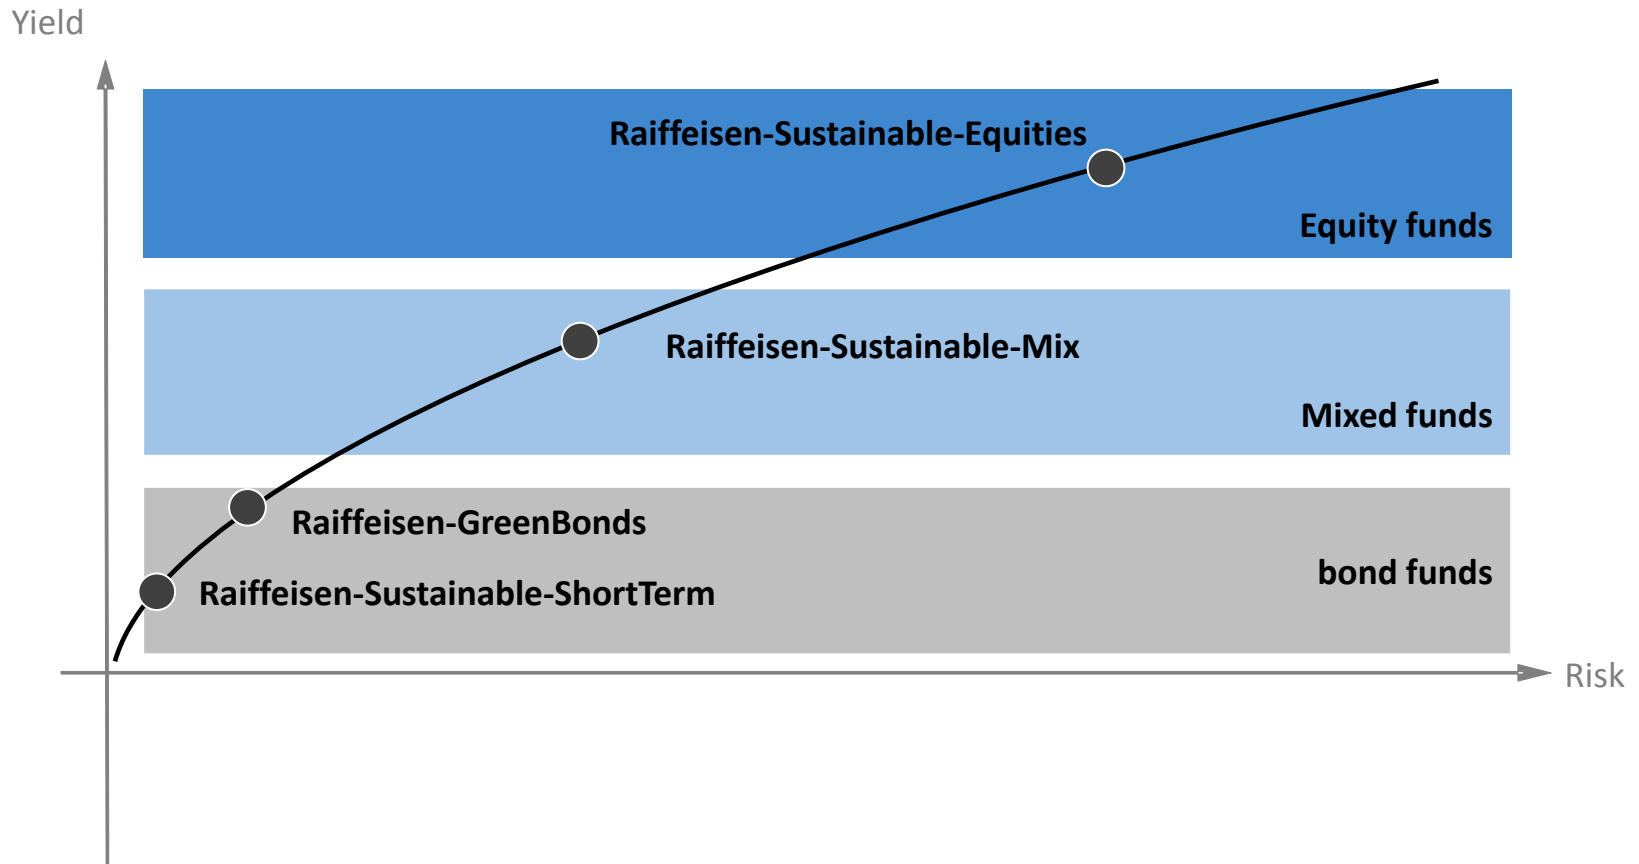 Yield
Raiffeisen-Sustainable-Equities
Equity funds
Raiffeisen-Sustainable-Mix
Mixed funds
Raiffeisen-GreenBonds
bond funds
Raiffeisen-Sustainable-ShortTerm
Risk